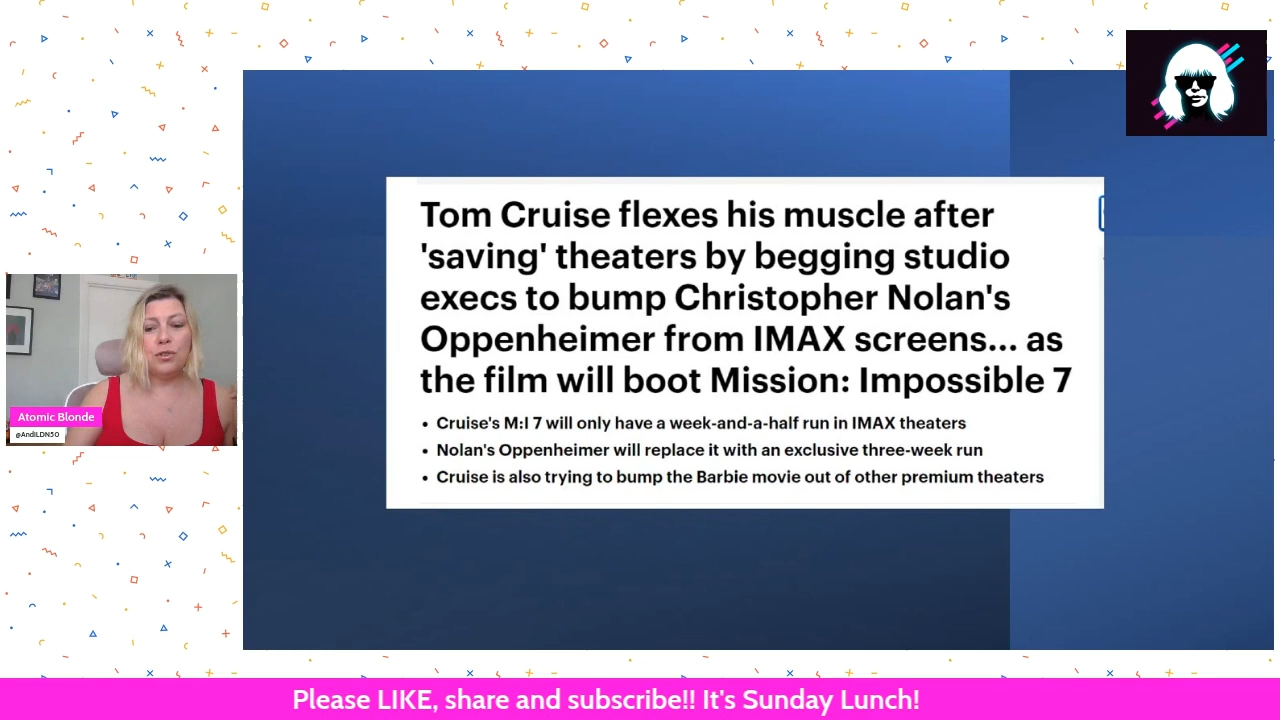 Tom Cruise flexes his muscle after
'saving' theaters by begging studio
execs to bump Christopher Nolan's
Oppenheimer from IMAX screens... as
the film will boot Mission: Impossible 7
• Cruise's M:I 7 will only have a week-and-a-half run in IMAX theaters
• Nolan's Oppenheimer will replace it with an exclusive three-week run
• Cruise is also trying to bump the Barbie movie out of other premium theaters
Atomic Blonde
@AndiLDN50
Please LIKE, share and subscribe!! It's Sunday Lunch!